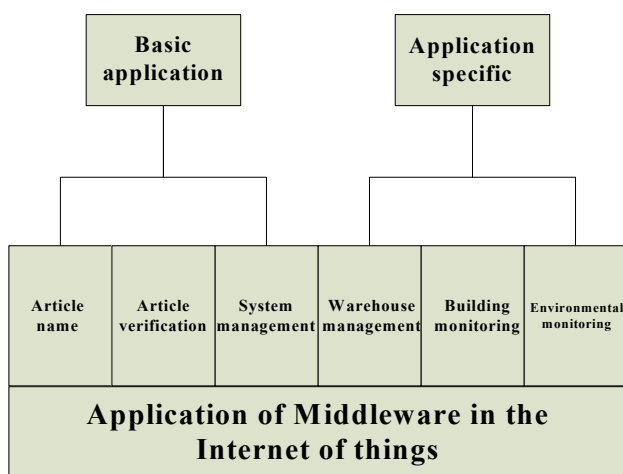 Basic
application
Application
specific
Article
name
Article
verification
System
management
Warehouse
management
Building
monitoring
Environmental
monitoring
Application of Middleware in the
Internet of things